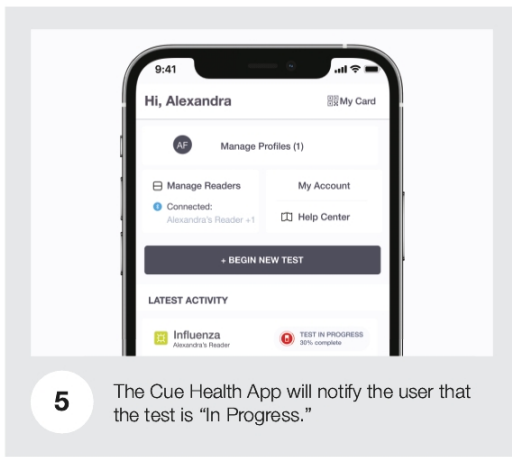 9:41
Hi, Alexandra
My Card
AF
Manage Profiles (1)
Manage Readers
My Account
Connected:
Alexandra's Reader +1
Help Center
+ BEGIN NEW TEST
LATEST ACTIVITY
Influenza
TEST IN PROGRESS
Alexandra's Reader
30% complete
5
The Cue Health App will notify the user that
the test is “In Progress.”